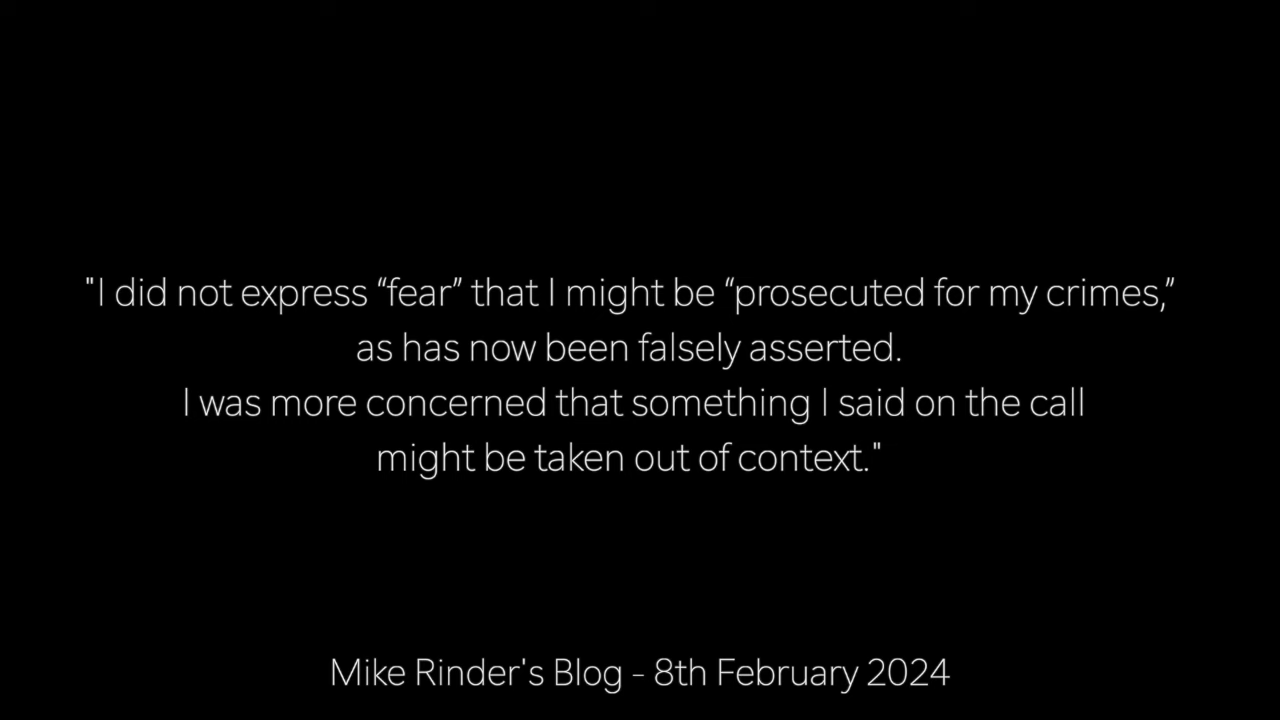 "I did not express “fear” that I might be “prosecuted for my crimes,”
as has now been falsely asserted.
I was more concerned that something I said on the call
might be taken out of context."
Mike Rinder's Blog - 8th February 2024